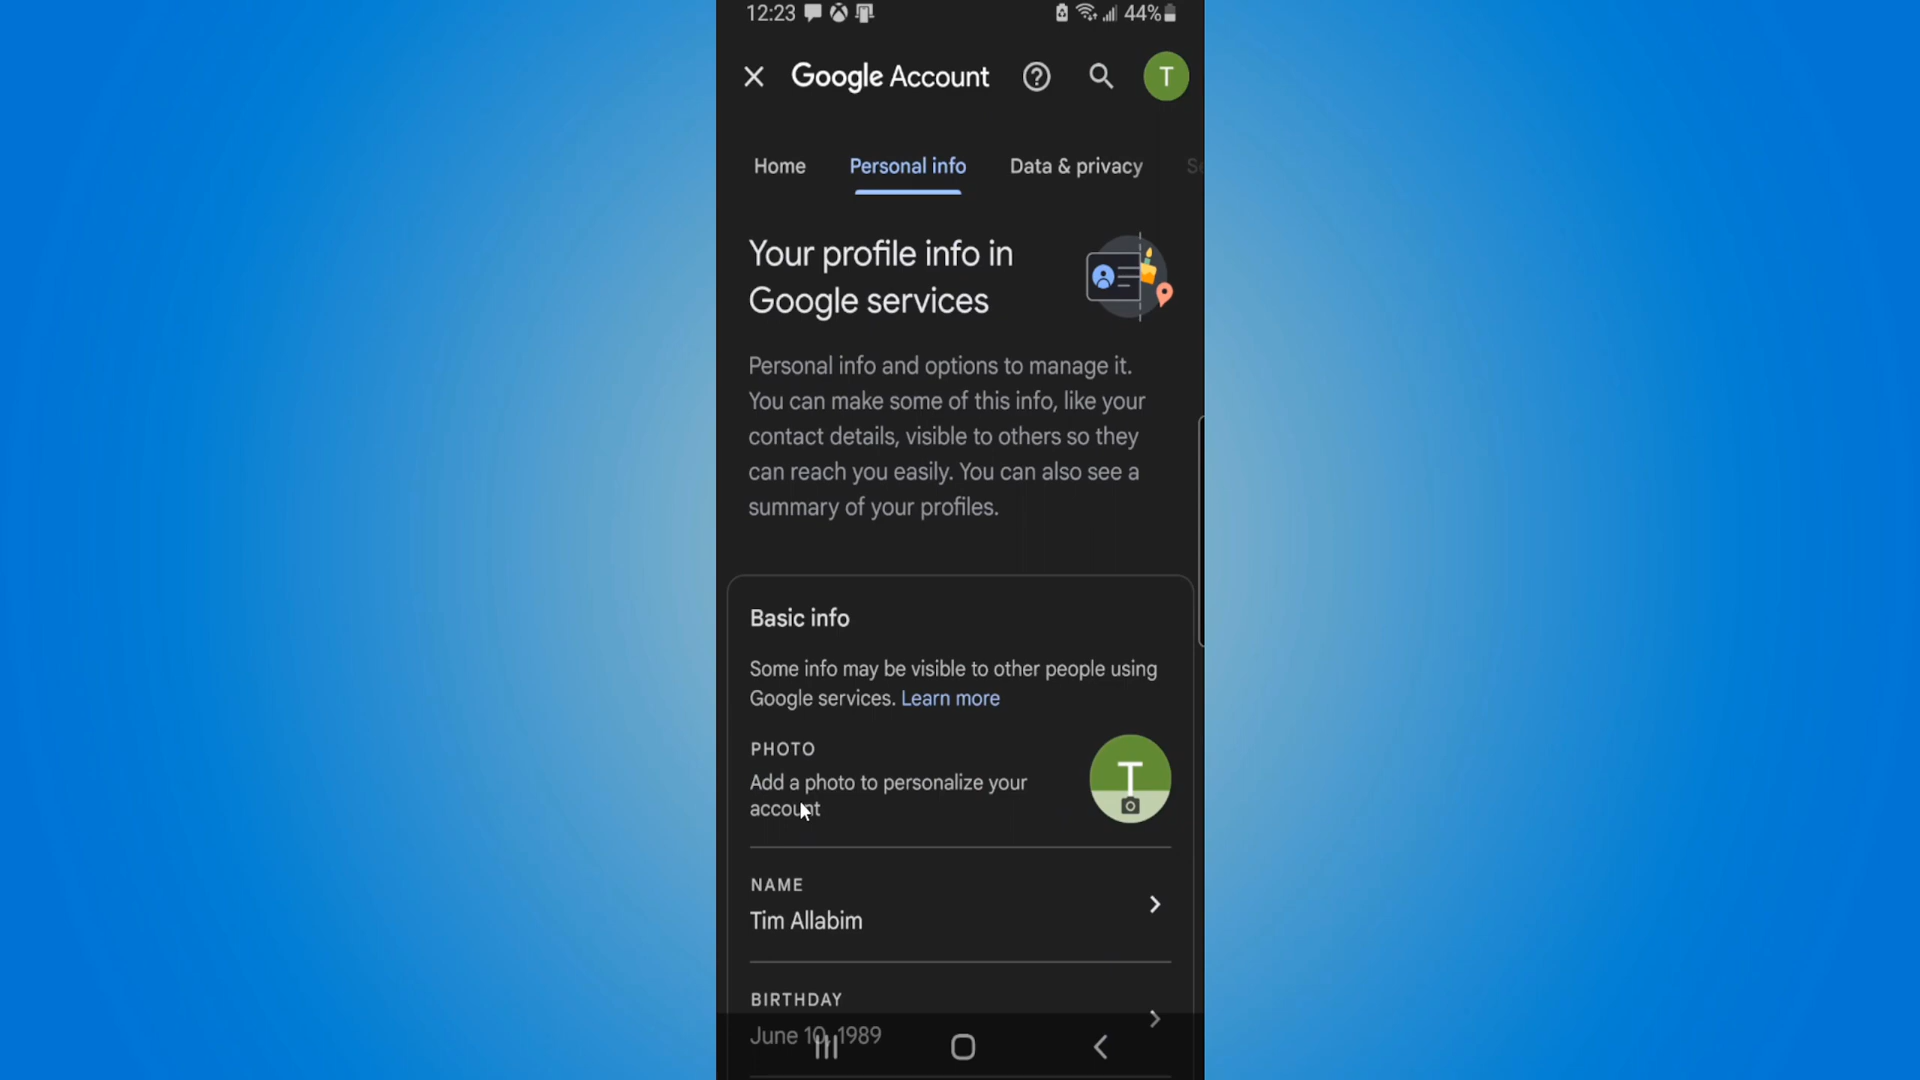 12:23 44%
Google Account T
Home Personal info Data & privacy Se
Your profile info in
Google services
Personal info and options to manage it.
You can make some of this info, like your
contact details, visible to others so they
can reach you easily. You can also see a
summary of your profiles.
Basic info
Some info may be visible to other people using
Google services. Learn more
PHOTO
Add a photo to personalize your
account
T
NAME
Tim Allabim
BIRTHDAY
June 10, 1989